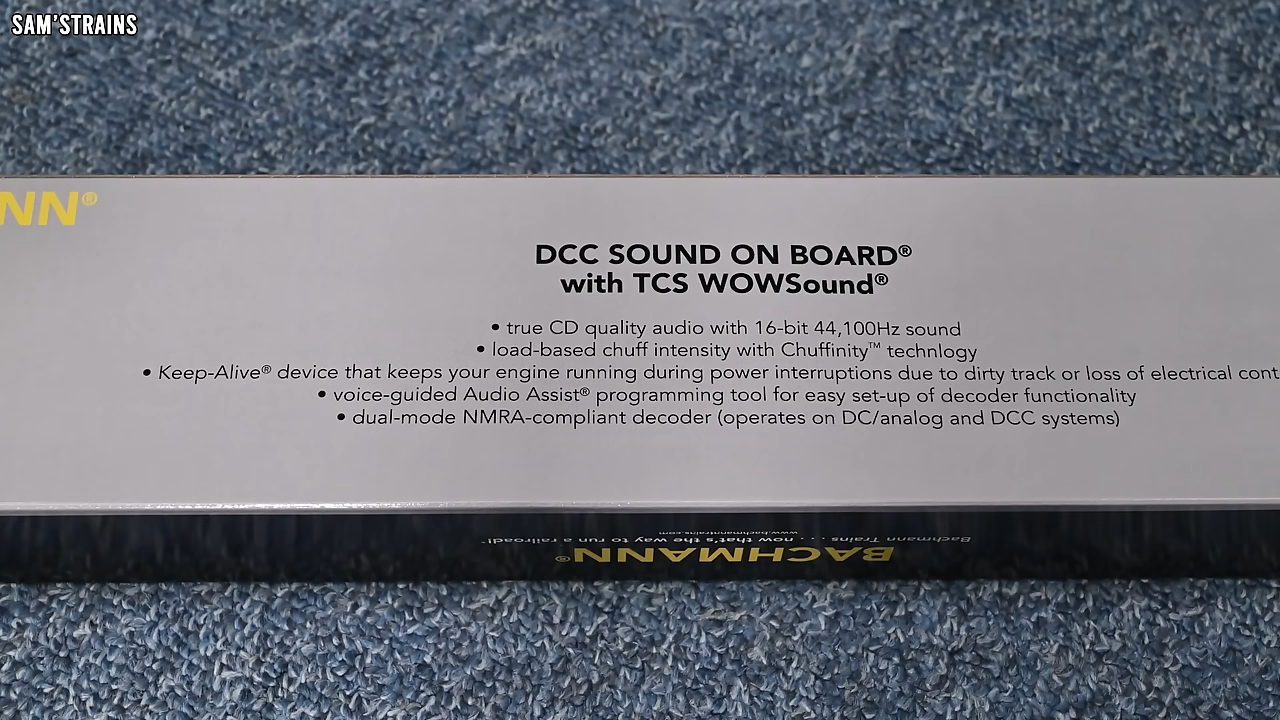 SAM'STRAINS
NN®
DCC SOUND ON BOARD®
with TCS WOWSound®
• true CD quality audio with 16-bit 44,100Hz sound
• load-based chuff intensity with Chuffinity™ technlogy
• Keep-Alive® device that keeps your engine running during power interruptions due to dirty track or loss of electrical cont
• voice-guided Audio Assist® programming tool for easy set-up of decoder functionality
• dual-mode NMRA-compliant decoder (operates on DC/analog and DCC systems)
BACHMANN®
Bachmann Trains . . . now that's the way to run a railroad!™
www.bachmanntrains.com